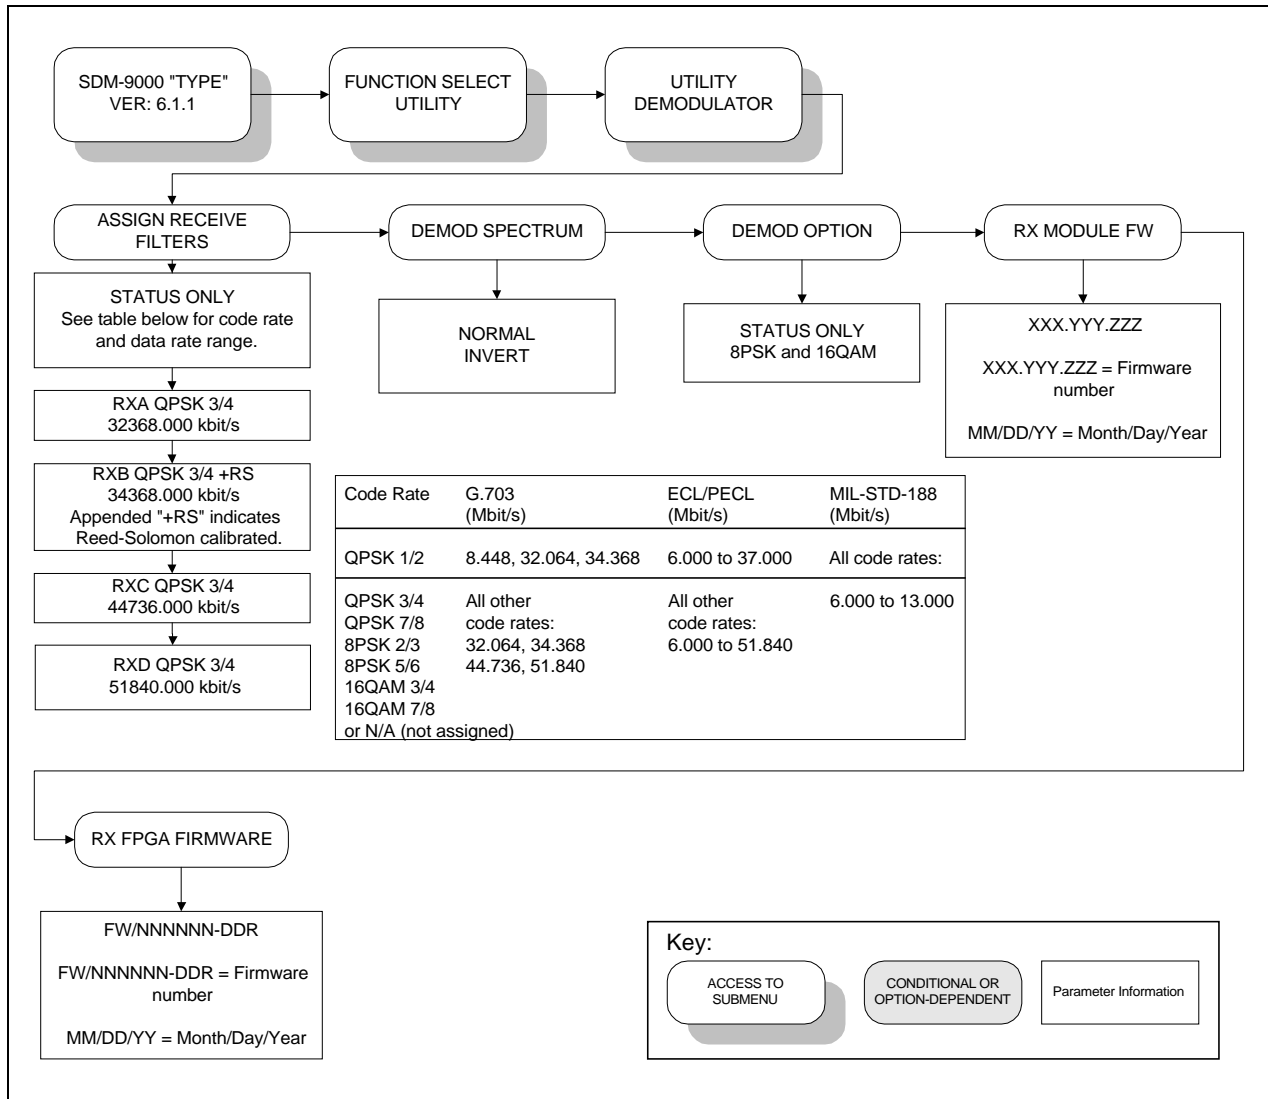 SDM-9000 "TYPE"
VER: 6.1.1
FUNCTION SELECT
UTILITY
UTILITY
DEMODULATOR
ASSIGN RECEIVE
FILTERS
DEMOD SPECTRUM
DEMOD OPTION
RX MODULE FW
STATUS ONLY
See table below for code rate
and data rate range.
NORMAL
INVERT
STATUS ONLY
8PSK and 16QAM
XXX.YYY.ZZZ
XXX.YYY.ZZZ = Firmware
number
MM/DD/YY = Month/Day/Year
RXA QPSK 3/4
32368.000 kbit/s
RXB QPSK 3/4 +RS
34368.000 kbit/s
Appended "+RS" indicates
Reed-Solomon calibrated.
RXC QPSK 3/4
44736.000 kbit/s
RXD QPSK 3/4
51840.000 kbit/s
Code Rate G.703 ECL/PECL MIL-STD-188
(Mbit/s) (Mbit/s) (Mbit/s)
QPSK 1/2 8.448, 32.064, 34.368 6.000 to 37.000 All code rates:
QPSK 3/4 All other All other 6.000 to 13.000
QPSK 7/8 code rates: code rates:
8PSK 2/3 32.064, 34.368 6.000 to 51.840
8PSK 5/6 44.736, 51.840
16QAM 3/4
16QAM 7/8
or N/A (not assigned)
RX FPGA FIRMWARE
FW/NNNNNN-DDR
FW/NNNNNN-DDR = Firmware
number
MM/DD/YY = Month/Day/Year
Key:
ACCESS TO
SUBMENU
CONDITIONAL OR
OPTION-DEPENDENT
Parameter Information